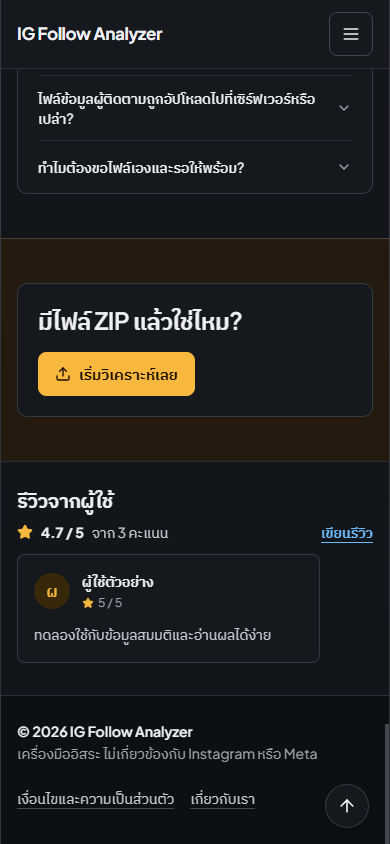 IG Follow Analyzer
ไฟล์ข้อมูลผู้ติดตามถูกอัปโหลดไปที่เซิร์ฟเวอร์หรือ
เปล่า?
ทำไมต้องขอไฟล์เองและรอให้พร้อม?
มีไฟล์ ZIP แล้วใช่ไหม?
เริ่มวิเคราะห์เลย
รีวิวจากผู้ใช้
4.7 / 5 จาก 3 คะแนน
เขียนรีวิว
ผ
ผู้ใช้ตัวอย่าง
5 / 5
ทดลองใช้กับข้อมูลสมมติและอ่านผลได้ง่าย
© 2026 IG Follow Analyzer
เครื่องมืออิสระ ไม่เกี่ยวข้องกับ Instagram หรือ Meta
เงื่อนไขและความเป็นส่วนตัว เกี่ยวกับเรา